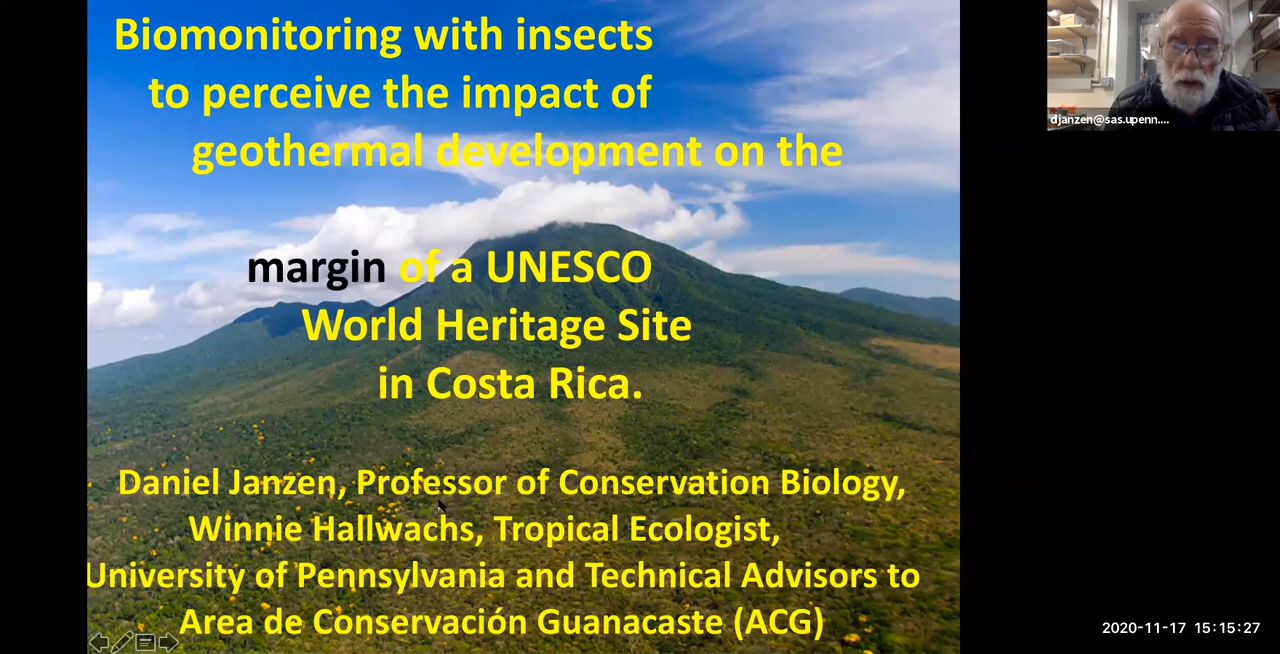 Biomonitoring with insects
to perceive the impact of
geothermal development on the
margin of a UNESCO
World Heritage Site
in Costa Rica.
Daniel Janzen, Professor of Conservation Biology,
Winnie Hallwachs, Tropical Ecologist,
University of Pennsylvania and Technical Advisors to
Area de Conservación Guanacaste (ACG)
djanzen@sas.upenn....
2020-11-17 15:15:27